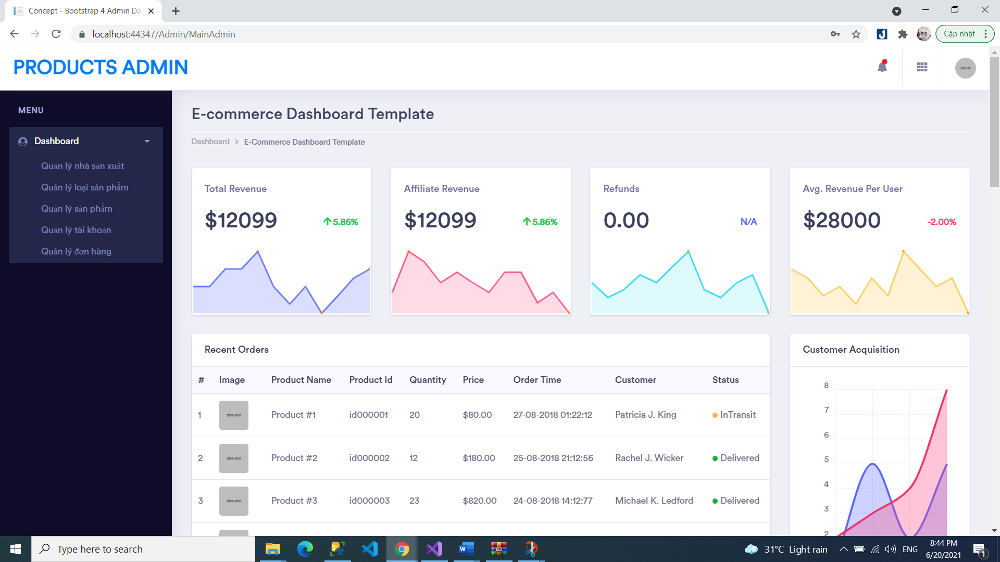 Concept - Bootstrap 4 Admin Da
localhost:44347/Admin/MainAdmin
Cập nhật
PRODUCTS ADMIN
MENU
Dashboard
Quản lý nhà sản xuất
Quản lý loại sản phẩm
Quản lý sản phẩm
Quản lý tài khoản
Quản lý đơn hàng
E-commerce Dashboard Template
Dashboard > E-Commerce Dashboard Template
Total Revenue
$12099 5.86%
Affiliate Revenue
$12099 5.86%
Refunds
0.00 N/A
Avg. Revenue Per User
$28000 -2.00%
Recent Orders
# Image Product Name Product Id Quantity Price Order Time Customer Status
1 1200x1200 Product #1 id000001 20 $80.00 27-08-2018 01:22:12 Patricia J. King InTransit
2 1200x1200 Product #2 id000002 12 $180.00 25-08-2018 21:12:56 Rachel J. Wicker Delivered
3 1200x1200 Product #3 id000003 23 $820.00 24-08-2018 14:12:77 Michael K. Ledford Delivered
Customer Acquisition
8
7
6
5
4
3
2
Type here to search
31°C Light rain
ENG
8:44 PM
6/20/2021
1